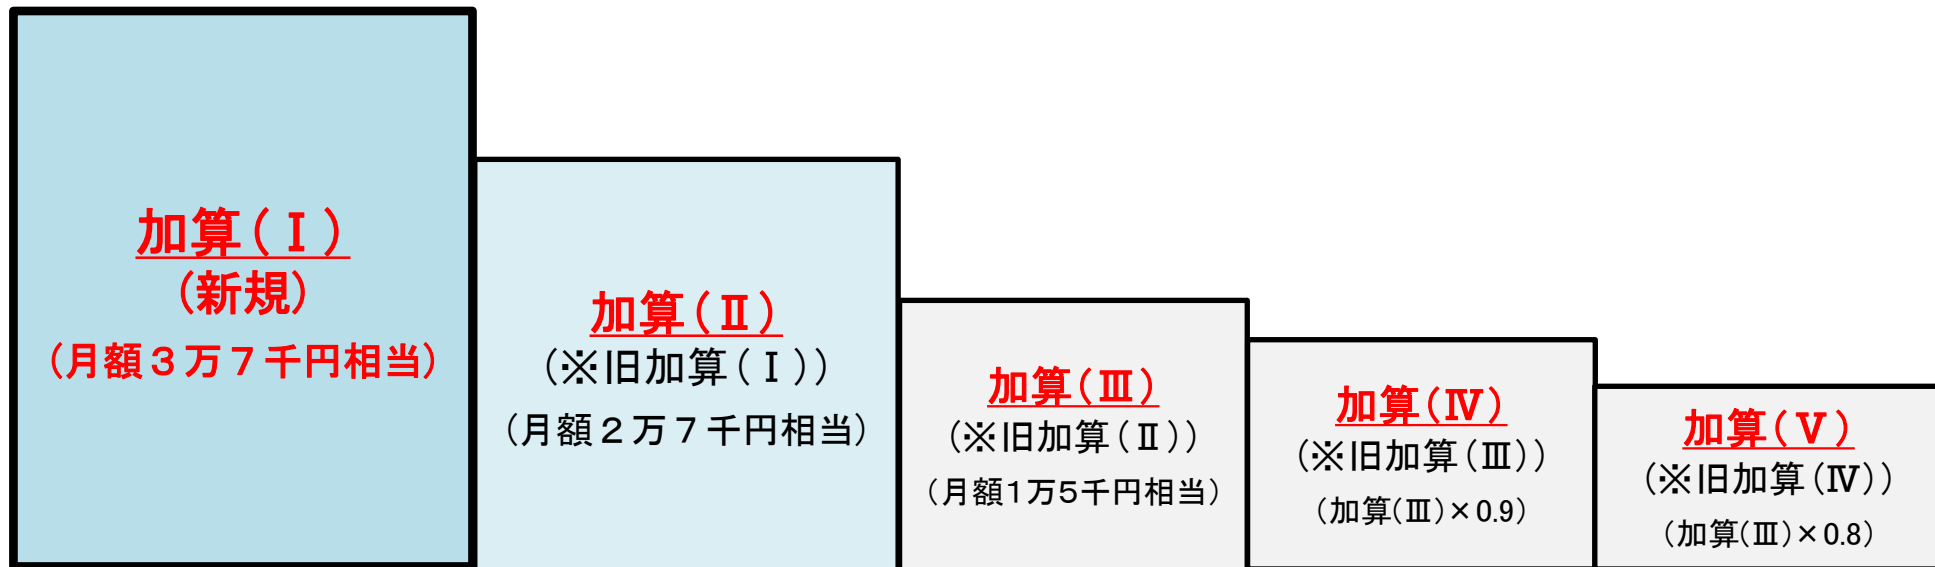 加算(Ⅰ)
(新規)
(月額３万７千円相当)
加算(Ⅱ)
(※旧加算(Ⅰ))
(月額２万７千円相当)
加算(Ⅲ)
(※旧加算(Ⅱ))
(月額1万5千円相当)
加算(Ⅳ)
(※旧加算(Ⅲ))
(加算(Ⅲ)×0.9)
加算(Ⅴ)
(※旧加算(Ⅳ))
(加算(Ⅲ)×0.8)